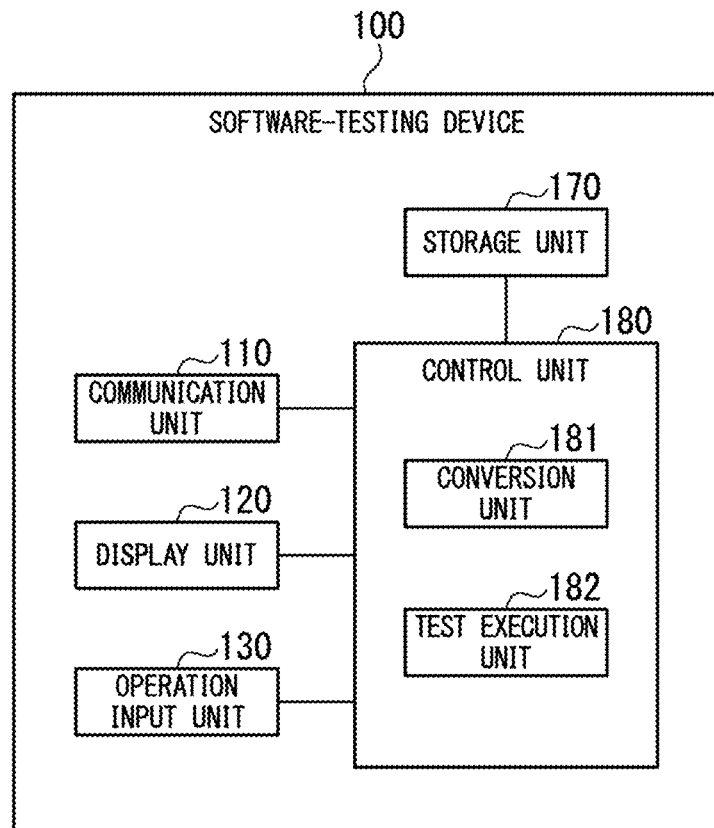 100
SOFTWARE-TESTING DEVICE
170
STORAGE UNIT
180
CONTROL UNIT
110
COMMUNICATION
UNIT
181
CONVERSION
UNIT
120
DISPLAY UNIT
182
TEST EXECUTION
UNIT
130
OPERATION
INPUT UNIT